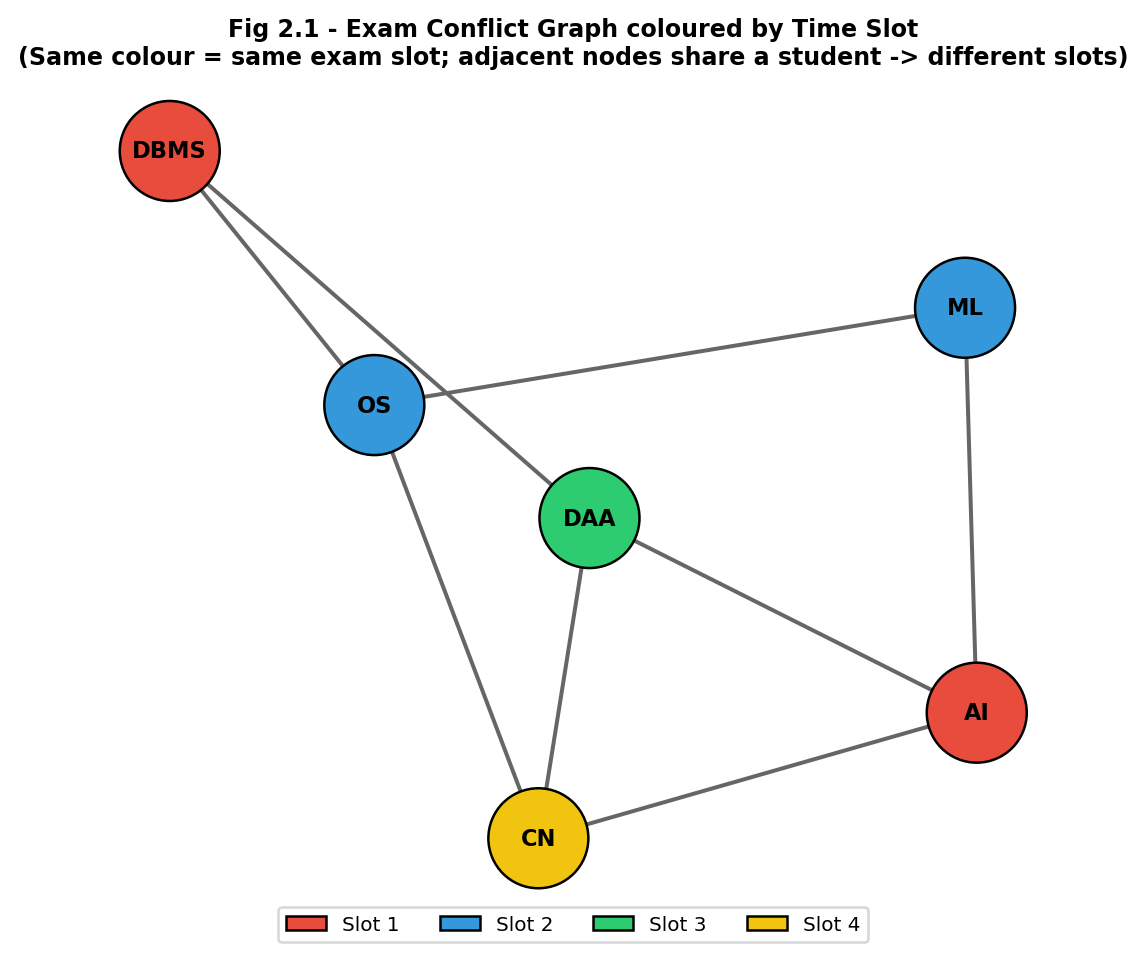 Fig 2.1 - Exam Conflict Graph coloured by Time Slot
(Same colour = same exam slot; adjacent nodes share a student -> different slots)
DBMS
ML
OS
DAA
AI
CN
Slot 1
Slot 2
Slot 3
Slot 4